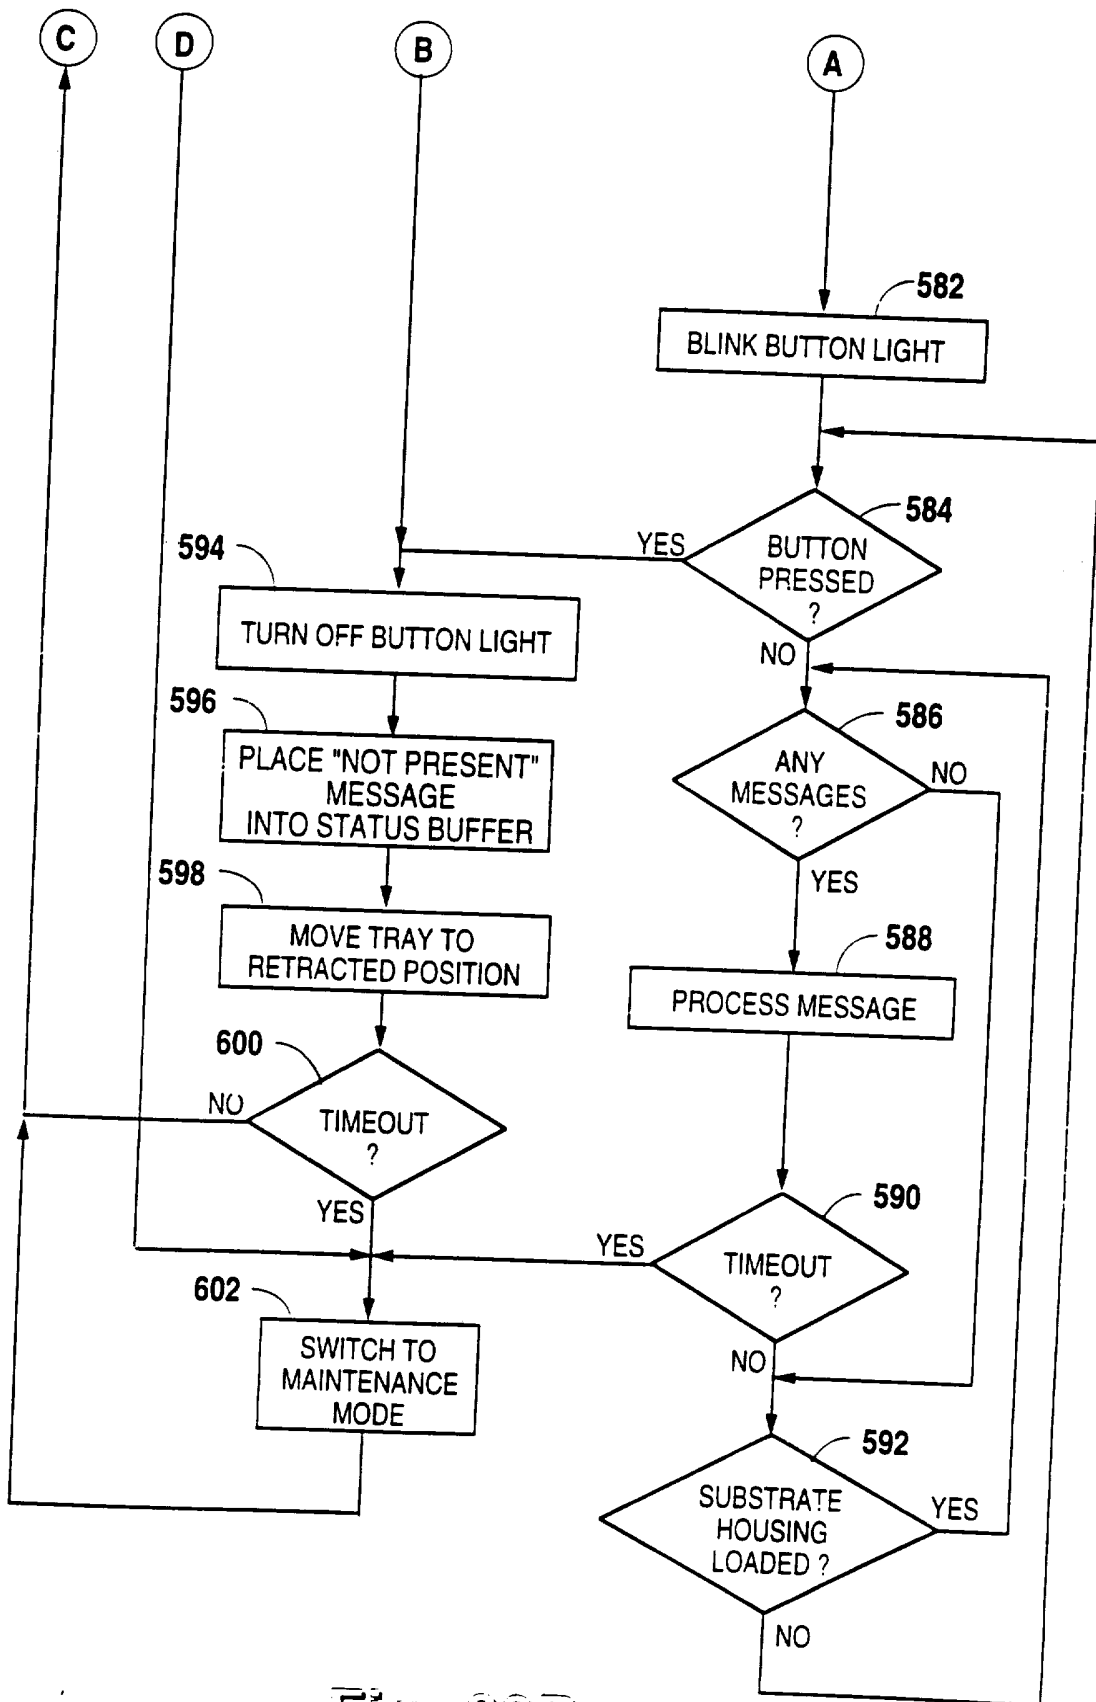 C
D
B
A
582
BLINK BUTTON LIGHT
584
BUTTON
PRESSED
?
YES
NO
594
TURN OFF BUTTON LIGHT
596
PLACE "NOT PRESENT"
MESSAGE
INTO STATUS BUFFER
598
MOVE TRAY TO
RETRACTED POSITION
600
TIMEOUT
?
NO
YES
602
SWITCH TO
MAINTENANCE
MODE
586
ANY
MESSAGES
?
NO
YES
588
PROCESS MESSAGE
590
TIMEOUT
?
YES
NO
592
SUBSTRATE
HOUSING
LOADED ?
YES
NO